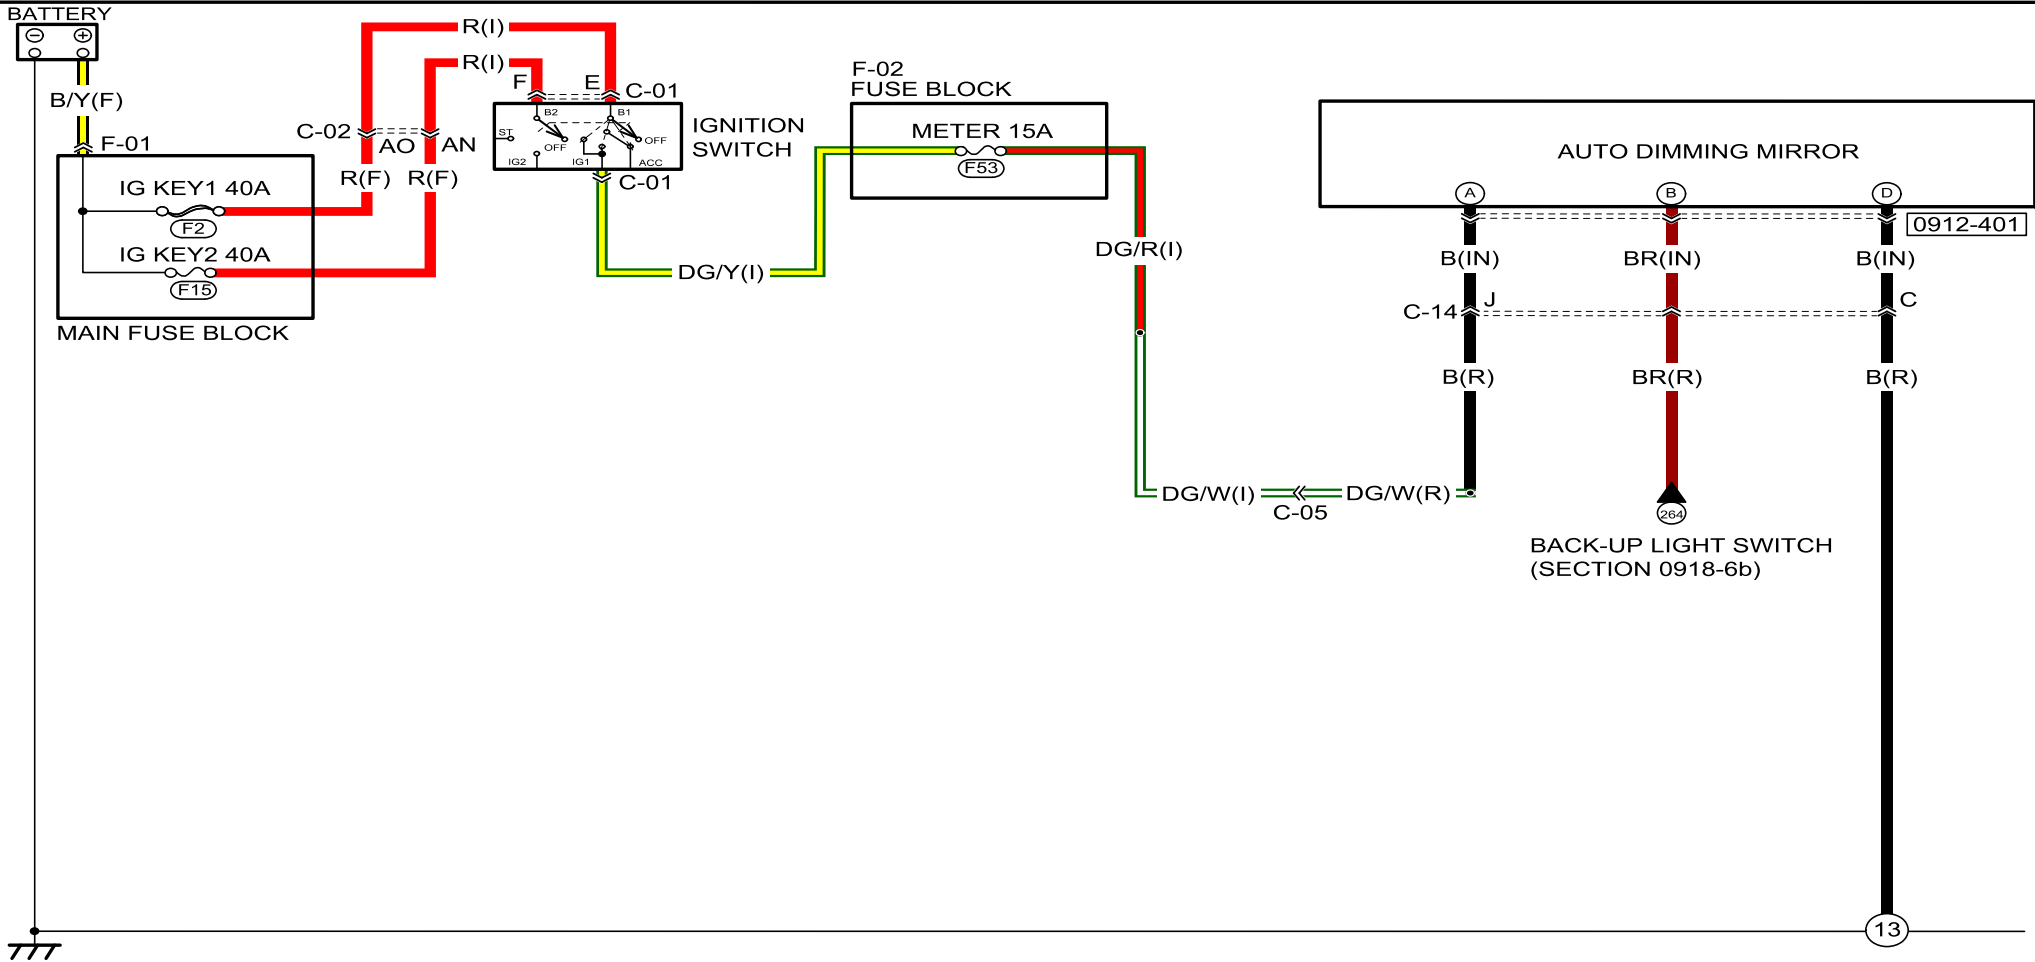 BATTERY
− +
B/Y(F)
F-01
IG KEY1 40A
F2
IG KEY2 40A
F15
MAIN FUSE BLOCK
R(I)
R(I)
C-02
AO
AN
R(F)
R(F)
F
E
C-01
B2
B1
ST
OFF
OFF
IG2
IG1
ACC
IGNITION
SWITCH
C-01
DG/Y(I)
F-02
FUSE BLOCK
METER 15A
F53
DG/R(I)
DG/W(I)
C-05
DG/W(R)
AUTO DIMMING MIRROR
A
B
D
0912-401
B(IN)
BR(IN)
B(IN)
C-14
J
C
B(R)
BR(R)
B(R)
264
BACK-UP LIGHT SWITCH
(SECTION 0918-6b)
13